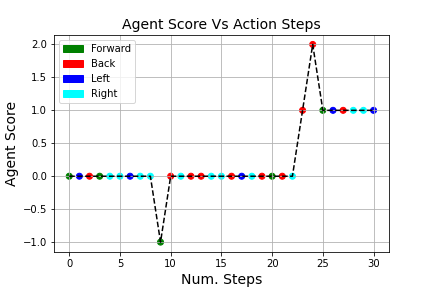 Agent Score Vs Action Steps
Agent Score
2.0
1.5
1.0
0.5
0.0
−0.5
−1.0
Forward
Back
Left
Right
0 5 10 15 20 25 30
Num. Steps